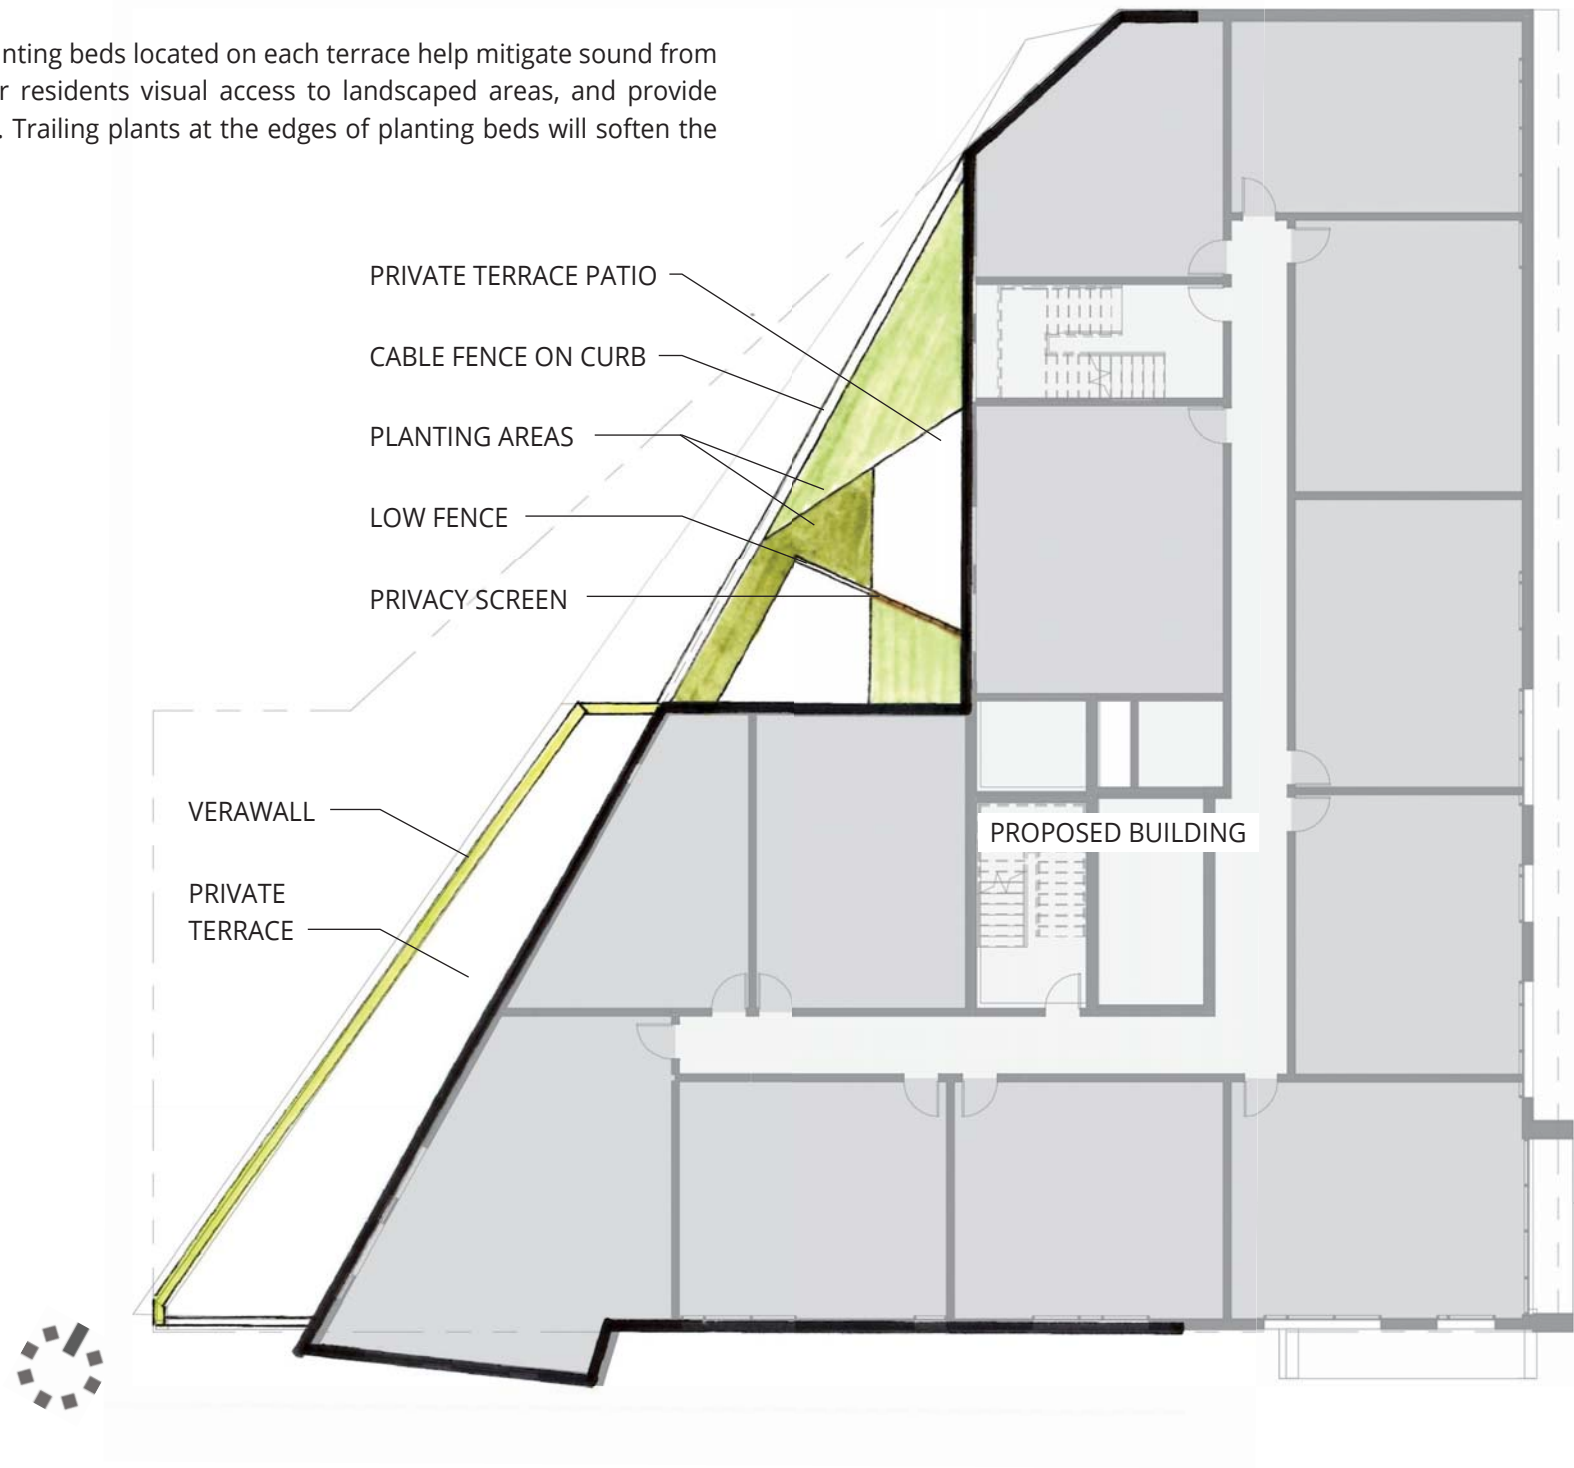 nting beds located on each terrace help mitigate sound from
r residents visual access to landscaped areas, and provide
. Trailing plants at the edges of planting beds will soften the
PRIVATE TERRACE PATIO
CABLE FENCE ON CURB
PLANTING AREAS
LOW FENCE
PRIVACY SCREEN
VERAWALL
PROPOSED BUILDING
PRIVATE
TERRACE